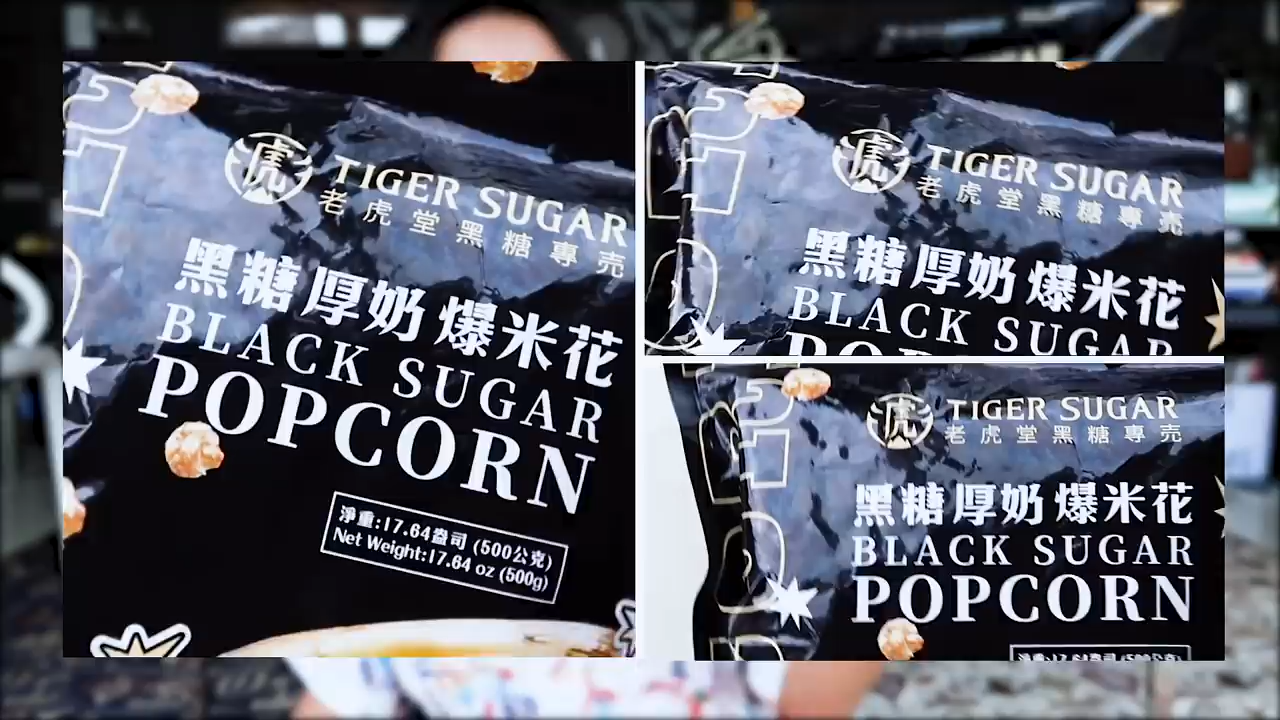 虎
TIGER SUGAR
老虎堂黑糖專売
黑糖厚奶爆米花
BLACK SUGAR
POPCORN
淨重:17.64盎司 (500公克)
Net Weight:17.64 oz (500g)
虎
TIGER SUGAR
老虎堂黑糖專売
黑糖厚奶爆米花
BLACK SUGAR
虎
TIGER SUGAR
老虎堂黑糖專売
黑糖厚奶爆米花
BLACK SUGAR
POPCORN